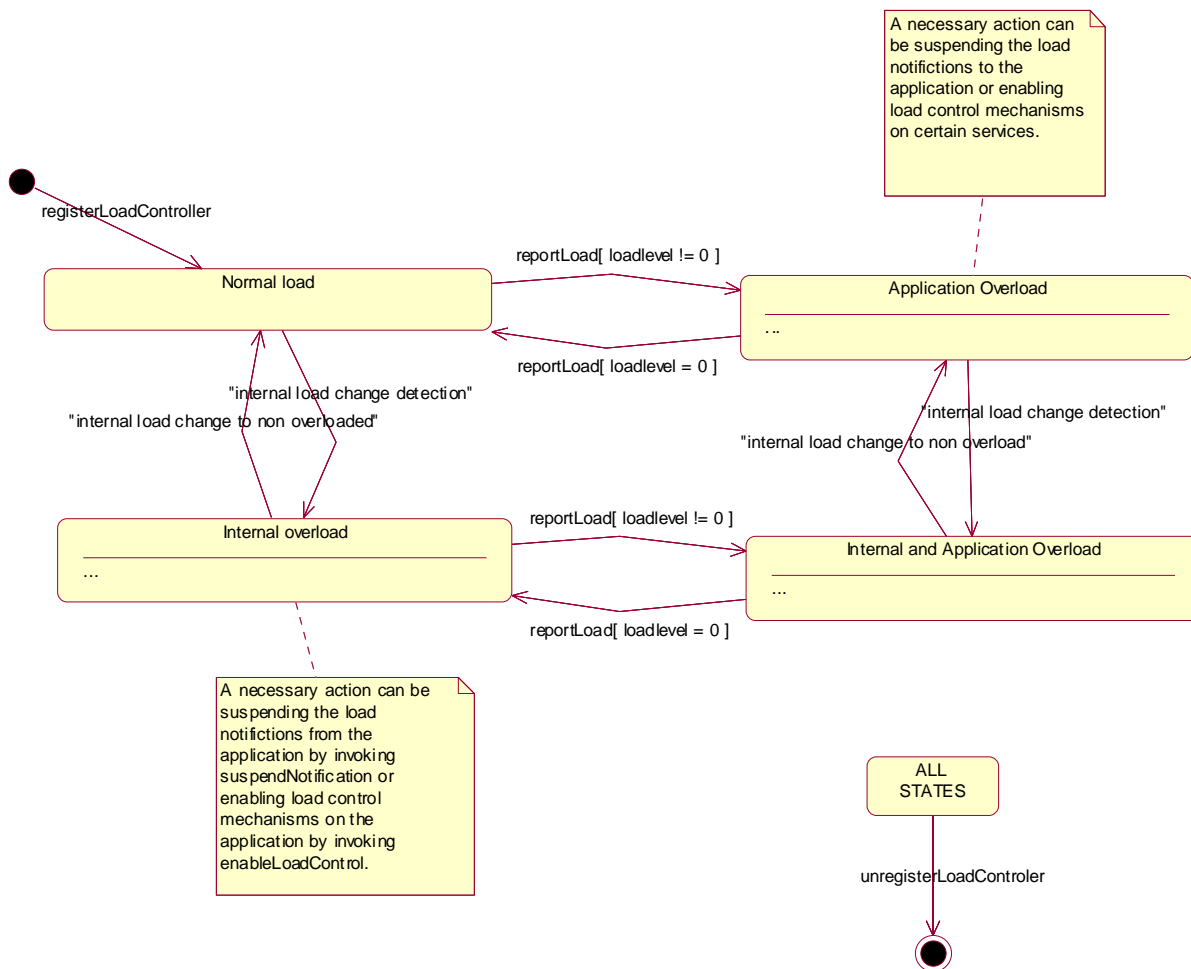 A necessary action can
be suspending the load
notifictions to the
application or enabling
load control mechanisms
on certain services.
registerLoadController
reportLoad[ loadlevel != 0 ]
Normal load
Application Overload
...
reportLoad[ loadlevel = 0 ]
"internal load change detection"
"internal load change to non overloaded"
"internal load change detection"
"internal load change to non overload"
reportLoad[ loadlevel != 0 ]
Internal overload
...
Internal and Application Overload
...
reportLoad[ loadlevel = 0 ]
A necessary action can be
suspending the load
notifictions from the
application by invoking
suspendNotification or
enabling load control
mechanisms on the
application by invoking
enableLoadControl.
ALL
STATES
unregisterLoadControler